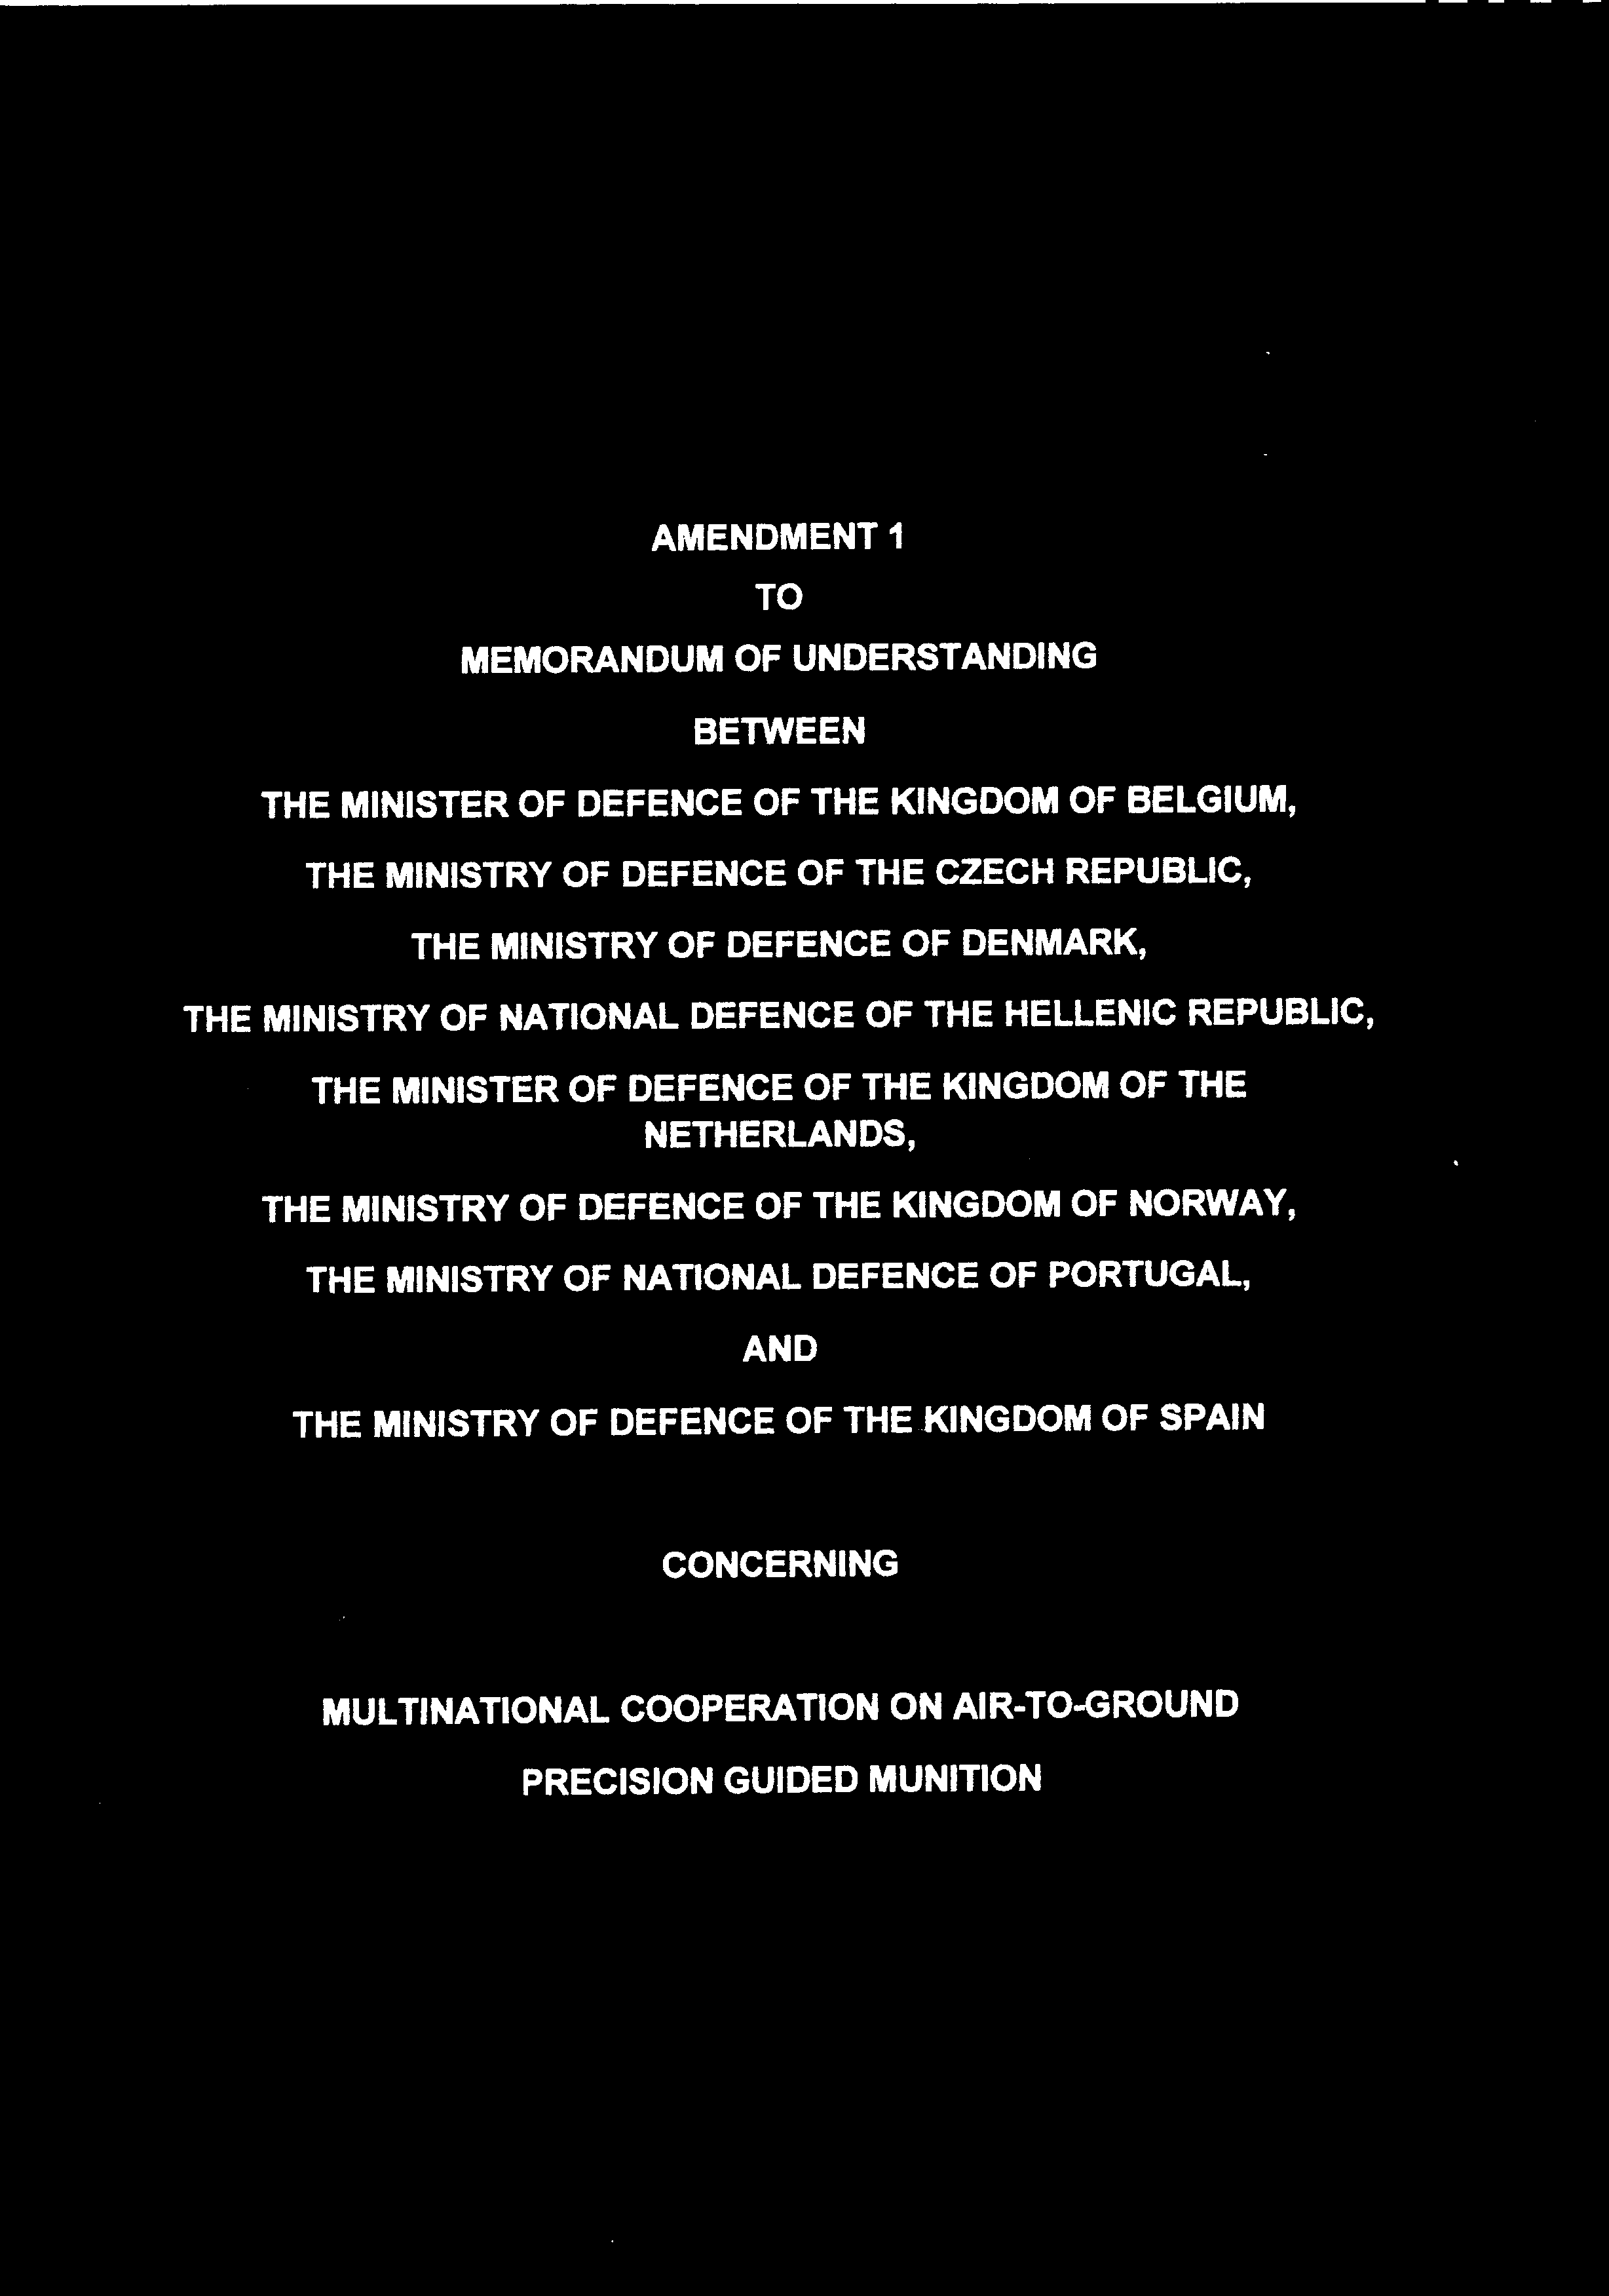 AMENDMENT 1
TO
MEMORANDUM OF UNDERSTANDING
BETWEEN
THE MINISTER OF DEFENCE OF THE KINGDOM OF BELGIUM,
THE MINISTRY OF DEFENCE OF THE CZECH REPUBLIC,
THE MINISTRY OF DEFENCE OF DENMARK,
THE MINISTRY OF NATIONAL DEFENCE OF THE HELLENIC REPUBLIC,
THE MINISTER OF DEFENCE OF THE KINGDOM OF THE
NETHERLANDS,
THE MINISTRY OF DEFENCE OF THE KINGDOM OF NORWAY,
THE MINISTRY OF NATIONAL DEFENCE OF PORTUGAL,
AND
THE MINISTRY OF DEFENCE OF THE KINGDOM OF SPAIN
CONCERNING
MULTINATIONAL COOPERATION ON AIR-TO-GROUND
PRECISION GUIDED MUNITION